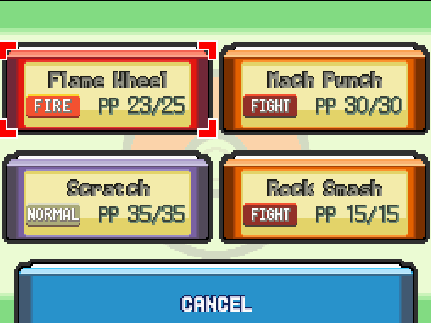 Flame Wheel Mach Punch
FIRE PP 23/25 FIGHT PP 30/30
Scratch Rock Smash
NORMAL PP 35/35 FIGHT PP 15/15
CANCEL